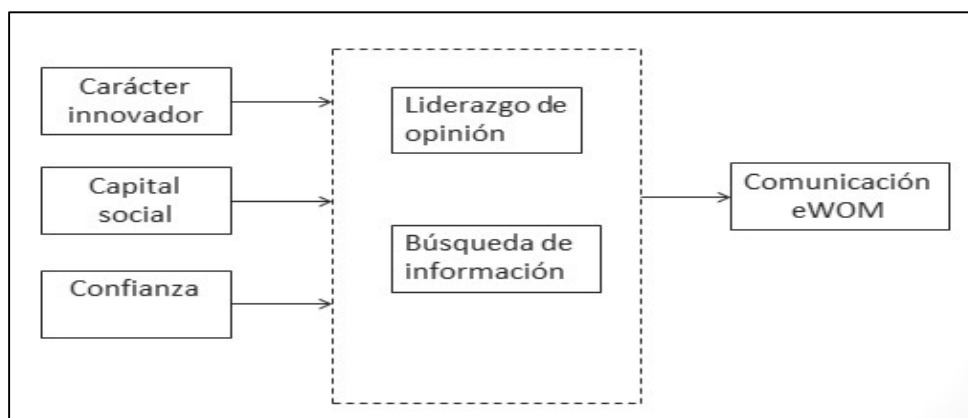 Carácter
innovador
Capital
social
Confianza
Liderazgo de
opinión
Búsqueda de
información
Comunicación
eWOM